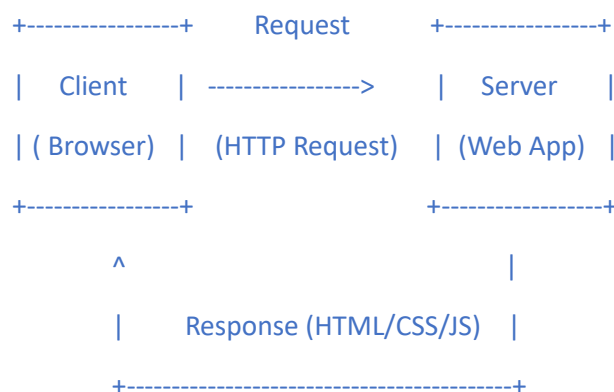 +-----------------+ Request +-----------------+
| Client | -----------------> | Server |
| ( Browser) | (HTTP Request) | (Web App) |
+-----------------+ +------------------+
^ |
| Response (HTML/CSS/JS) |
+-------------------------------------------+